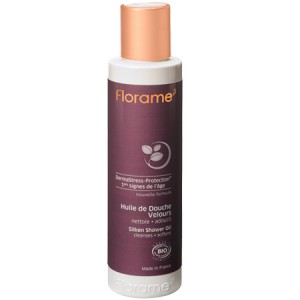 Florame
DermoStress-Protection*
1ers signes de l'âge
nouvelle formule
Huile de Douche
Velours
nettoie • adoucit
Silken Shower Oil
cleanses • softens
BIO
Made in France